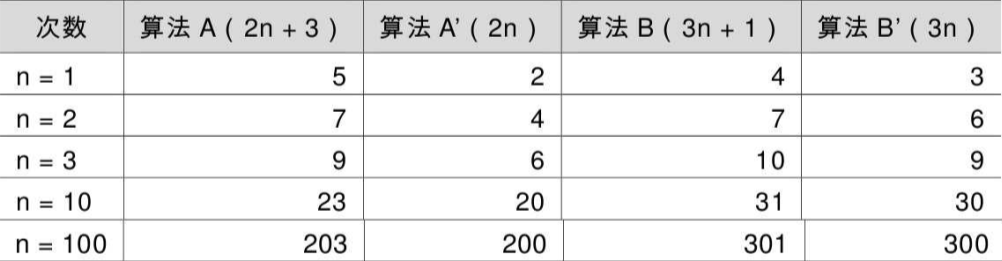 次数 算法 A ( 2n + 3 ) 算法 A’ ( 2n ) 算法 B ( 3n + 1 ) 算法 B’ ( 3n )
n = 1 5 2 4 3
n = 2 7 4 7 6
n = 3 9 6 10 9
n = 10 23 20 31 30
n = 100 203 200 301 300